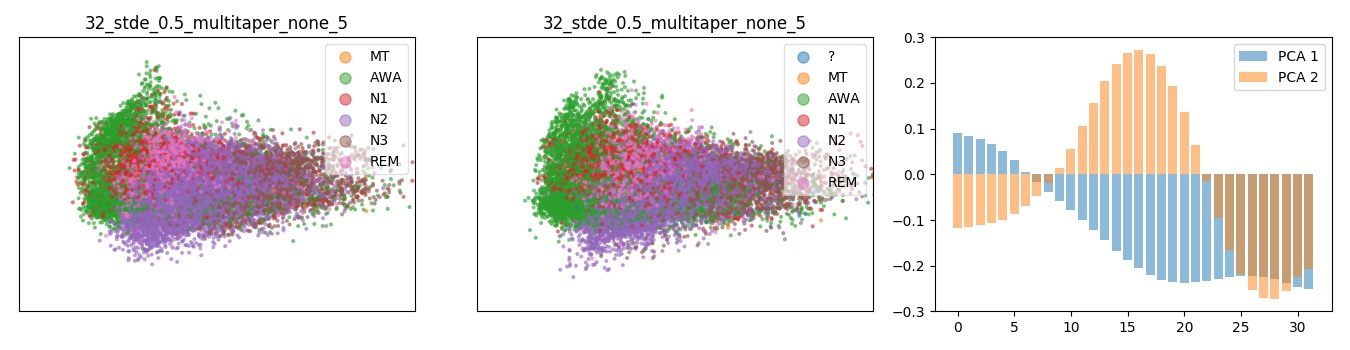 32_stde_0.5_multitaper_none_5
MT
AWA
N1
N2
N3
REM
32_stde_0.5_multitaper_none_5
?
MT
AWA
N1
N2
N3
REM
0.3
0.2
0.1
0.0
−0.1
−0.2
−0.3
PCA 1
PCA 2
0 5 10 15 20 25 30